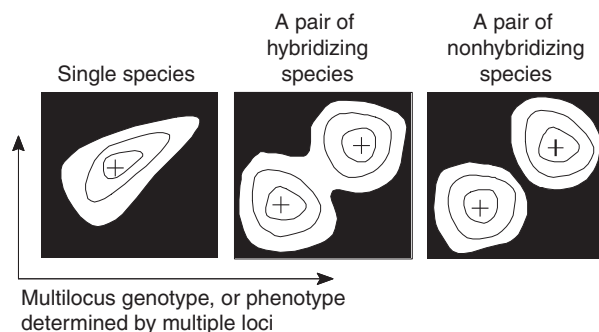 Single species
A pair of
hybridizing
species
A pair of
nonhybridizing
species
Multilocus genotype, or phenotype
determined by multiple loci